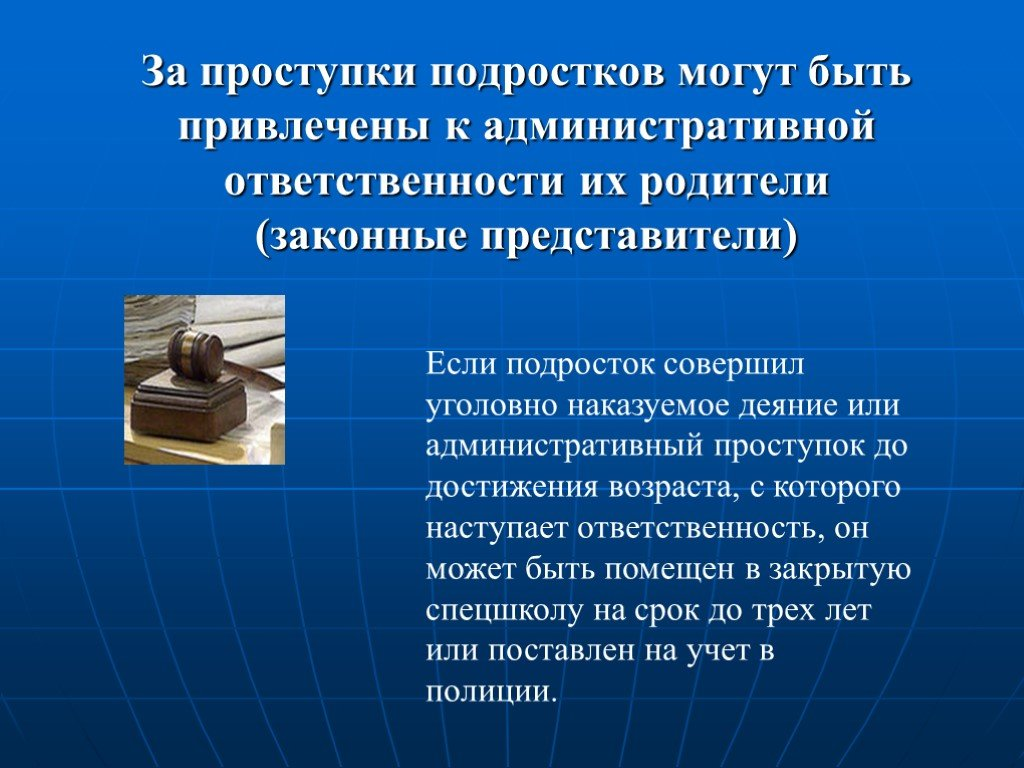 За проступки подростков могут быть
привлечены к административной
ответственности их родители
(законные представители)
Если подросток совершил
уголовно наказуемое деяние или
административный проступок до
достижения возраста, с которого
наступает ответственность, он
может быть помещен в закрытую
спецшколу на срок до трех лет
или поставлен на учет в
полиции.